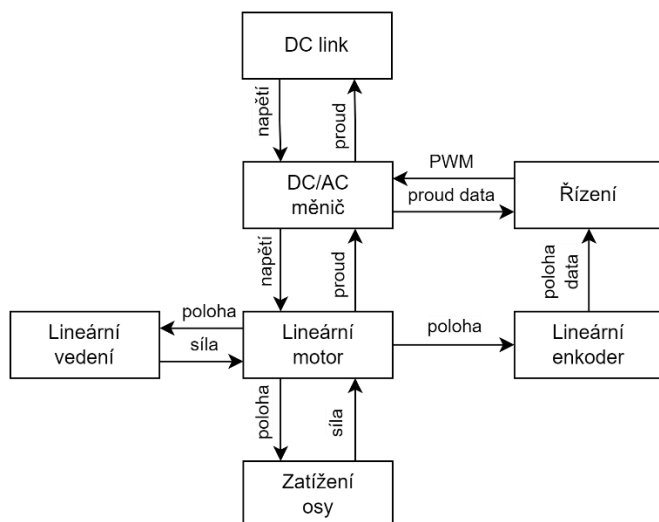 DC link
napětí
proud
DC/AC
měnič
PWM
proud data
Řízení
napětí
proud
poloha
data
Lineární
vedení
poloha
síla
Lineární
motor
poloha
Lineární
enkoder
poloha
síla
Zatížení
osy